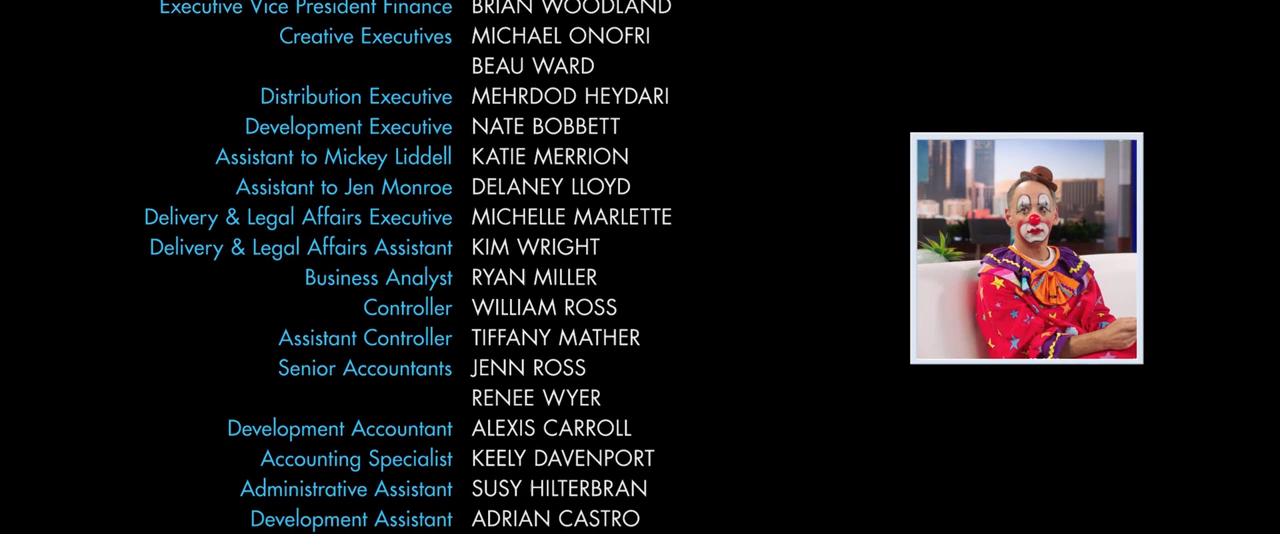 Executive Vice President Finance BRIAN WOODLAND
Creative Executives MICHAEL ONOFRI
BEAU WARD
Distribution Executive MEHRDOD HEYDARI
Development Executive NATE BOBBETT
Assistant to Mickey Liddell KATIE MERRION
Assistant to Jen Monroe DELANEY LLOYD
Delivery & Legal Affairs Executive MICHELLE MARLETTE
Delivery & Legal Affairs Assistant KIM WRIGHT
Business Analyst RYAN MILLER
Controller WILLIAM ROSS
Assistant Controller TIFFANY MATHER
Senior Accountants JENN ROSS
RENEE WYER
Development Accountant ALEXIS CARROLL
Accounting Specialist KEELY DAVENPORT
Administrative Assistant SUSY HILTERBRAN
Development Assistant ADRIAN CASTRO